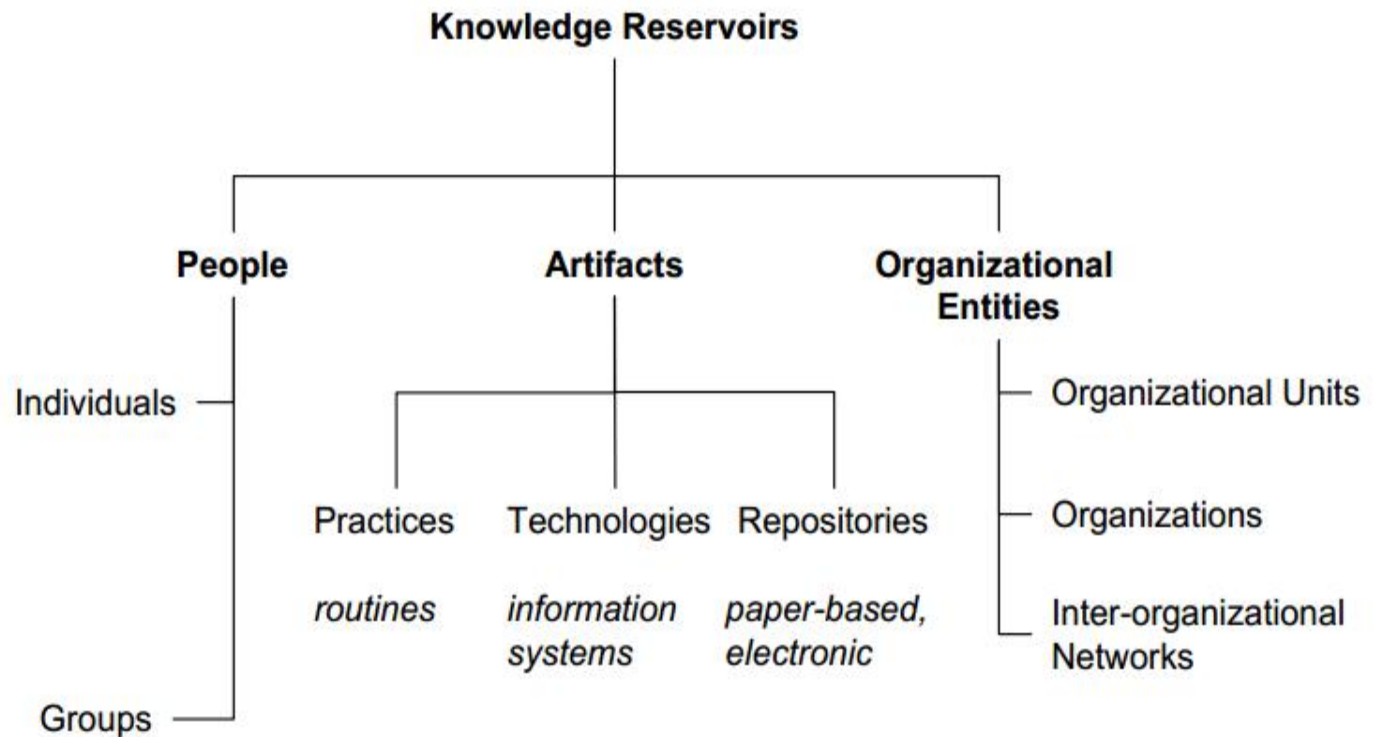 Knowledge Reservoirs
People
Artifacts
Organizational
Entities
Individuals
Groups
Practices
Technologies
Repositories
routines
information
systems
paper-based,
electronic
Organizational Units
Organizations
Inter-organizational
Networks